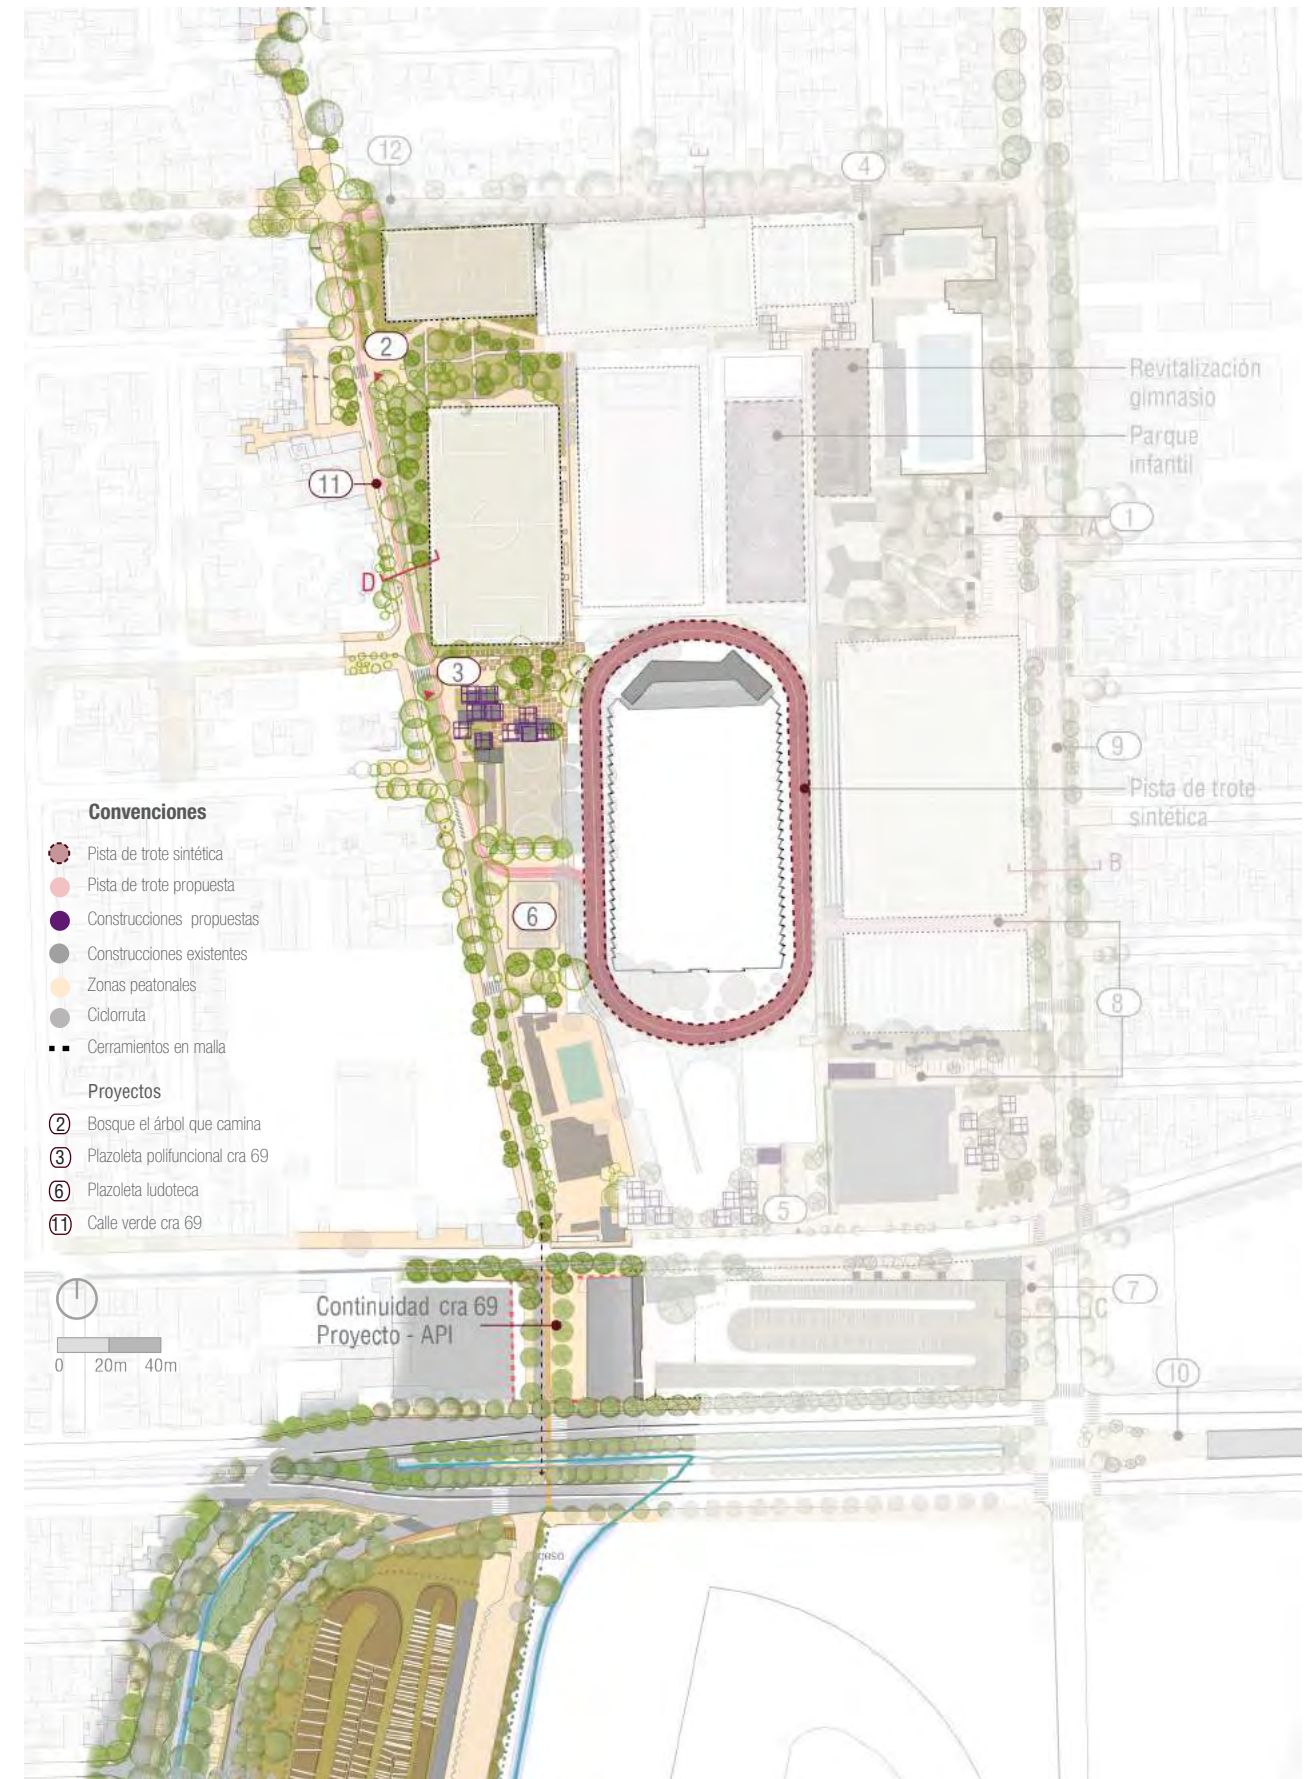 12
E
4
2
Revitalización
gimnasio
Parque
infantil
11
1
A
D
3
9
Pista de trote
sintética
B
6
8
5
7
C
10
Convenciones
Pista de trote sintética
Pista de trote propuesta
Construcciones propuestas
Construcciones existentes
Zonas peatonales
Ciclorruta
Cerramientos en malla
Proyectos
2 Bosque el árbol que camina
3 Plazoleta polifuncional cra 69
6 Plazoleta ludoteca
11 Calle verde cra 69
0 20m 40m
Continuidad cra 69
Proyecto - API